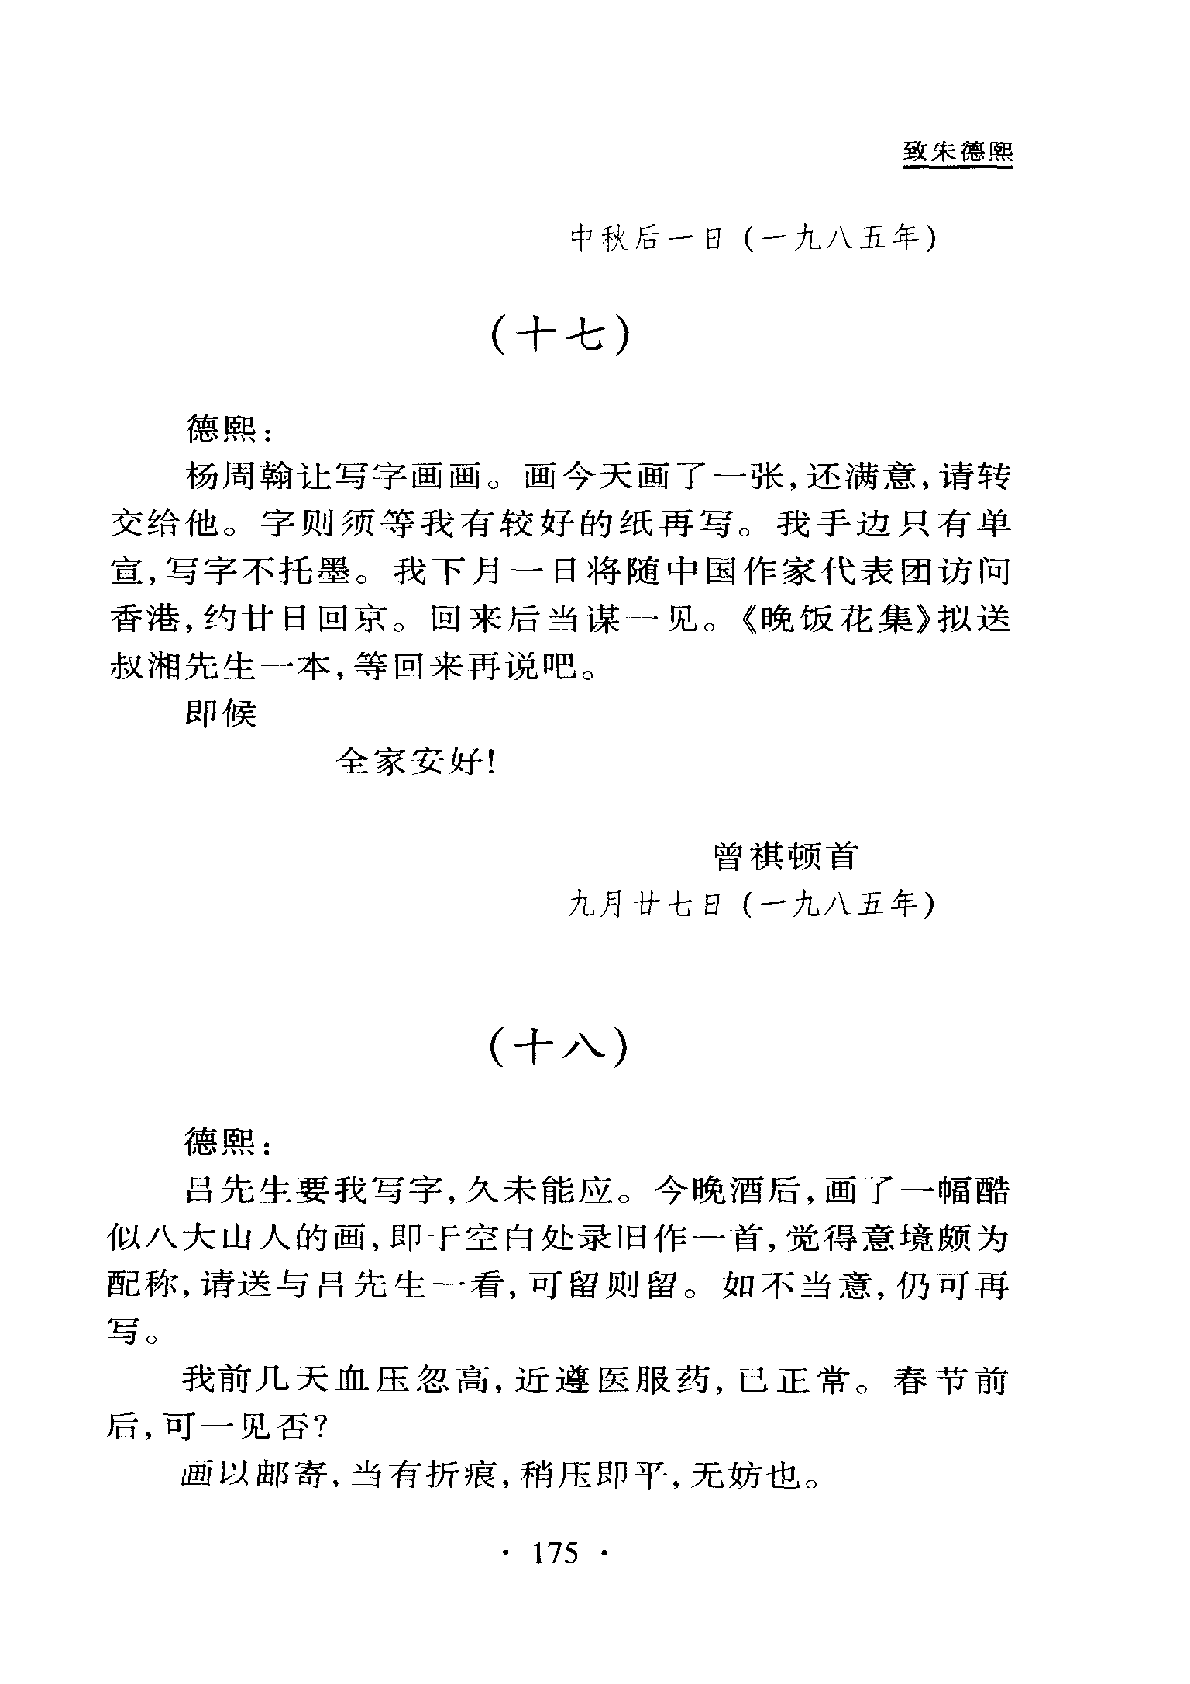 致朱德熙
中秋后一日(一九八五年)
(十七)
德熙:
杨周翰让写字画画。画今天画了一张,还满意,请转
交给他。字则须等我有较好的纸再写。我手边只有单
宣,写字不托墨。我下月一日将随中国作家代表团访问
香港,约廿日回京。回来后当谋一见。《晚饭花集》拟送
叔湘先生一本,等回来再说吧。
即候
全家安好!
曾祺顿首
九月廿七日(一九八五年)
(十八)
德熙:
吕先生要我写字,久未能应。今晚酒后,画了一幅酷
似八大山人的画,即于空白处录旧作一首,觉得意境颇为
配称,请送与吕先生一看,可留则留。如不当意,仍可再
写。
我前几天血压忽高,近遵医服药,已正常。春节前
后,可一见否?
画以邮寄,当有折痕,稍压即平,无妨也。
· 175 ·